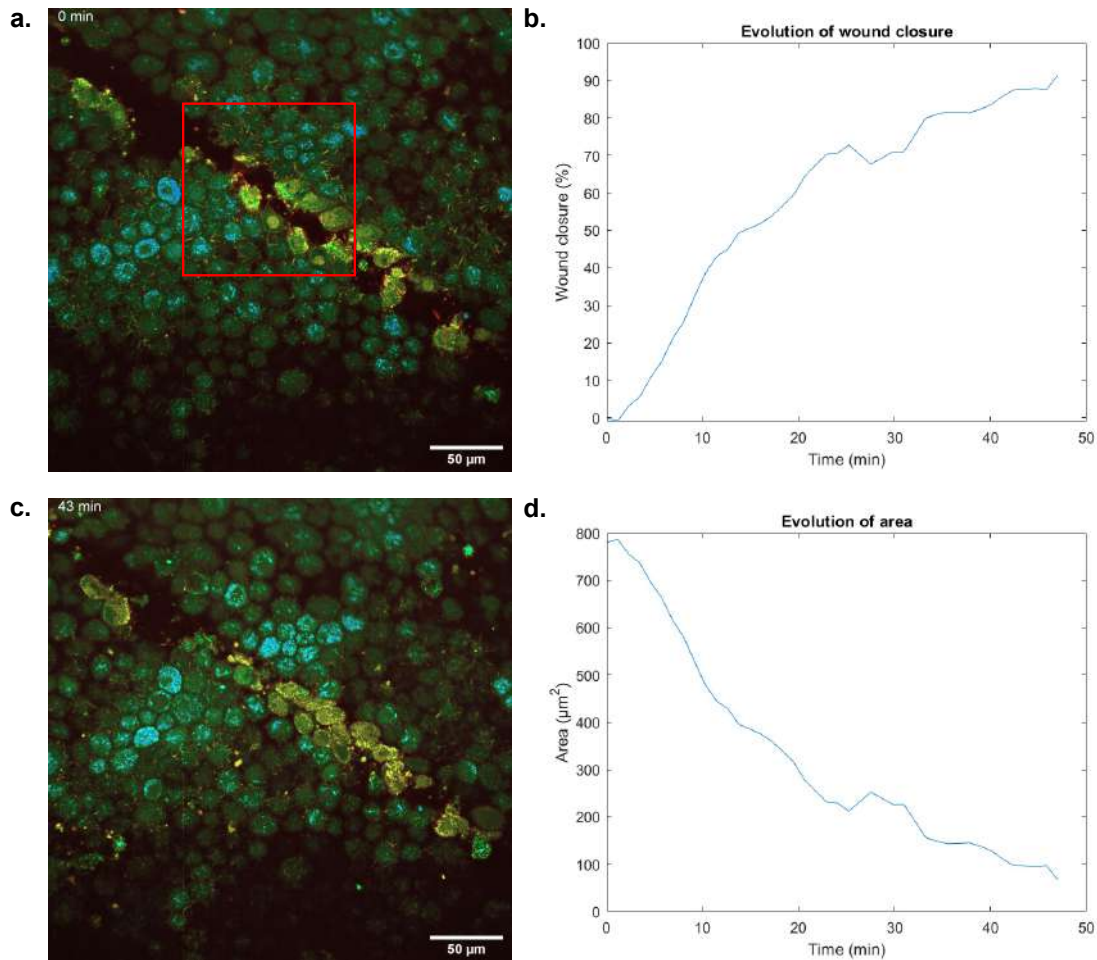 a.
0 min
50 µm
b.
Evolution of wound closure
Wound closure (%)
100
90
80
70
60
50
40
30
20
10
0
0 10 20 30 40 50
Time (min)
c.
43 min
50 µm
d.
Evolution of area
Area (µm²)
800
700
600
500
400
300
200
100
0
0 10 20 30 40 50
Time (min)